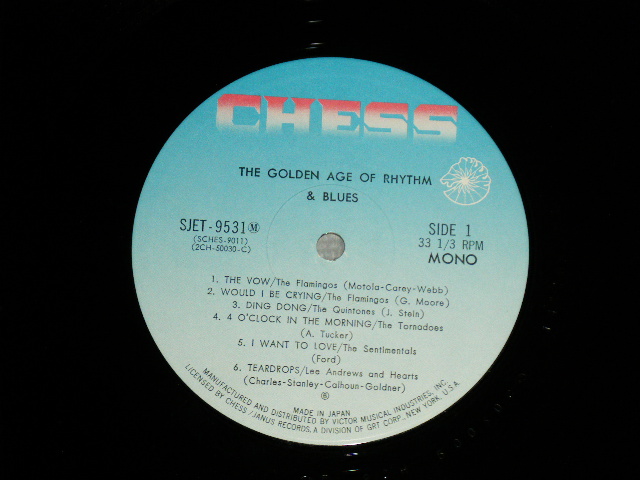 CHESS
THE GOLDEN AGE OF RHYTHM
& BLUES
SJET-9531 Ⓜ
(SCHES-9011)
(2CH-50030-C)
SIDE 1
33 1/3 RPM
MONO
1. THE VOW/The Flamingos (Motola-Carey-Webb)
2. WOULD I BE CRYING/The Flamingos (G. Moore)
3. DING DONG/The Quintones (J. Stein)
4. 4 O'CLOCK IN THE MORNING/The Tornadoes
(A. Tucker)
5. I WANT TO LOVE/The Sentimentals
(Ford)
6. TEARDROPS/Lee Andrews and Hearts
(Charles-Stanley-Calhoun-Goldner)
MADE IN JAPAN
MANUFACTURED AND DISTRIBUTED BY VICTOR MUSICAL INDUSTRIES, INC.
LICENSED BY CHESS/JANUS RECORDS, A DIVISION OF GRT CORP., NEW YORK, U.S.A.